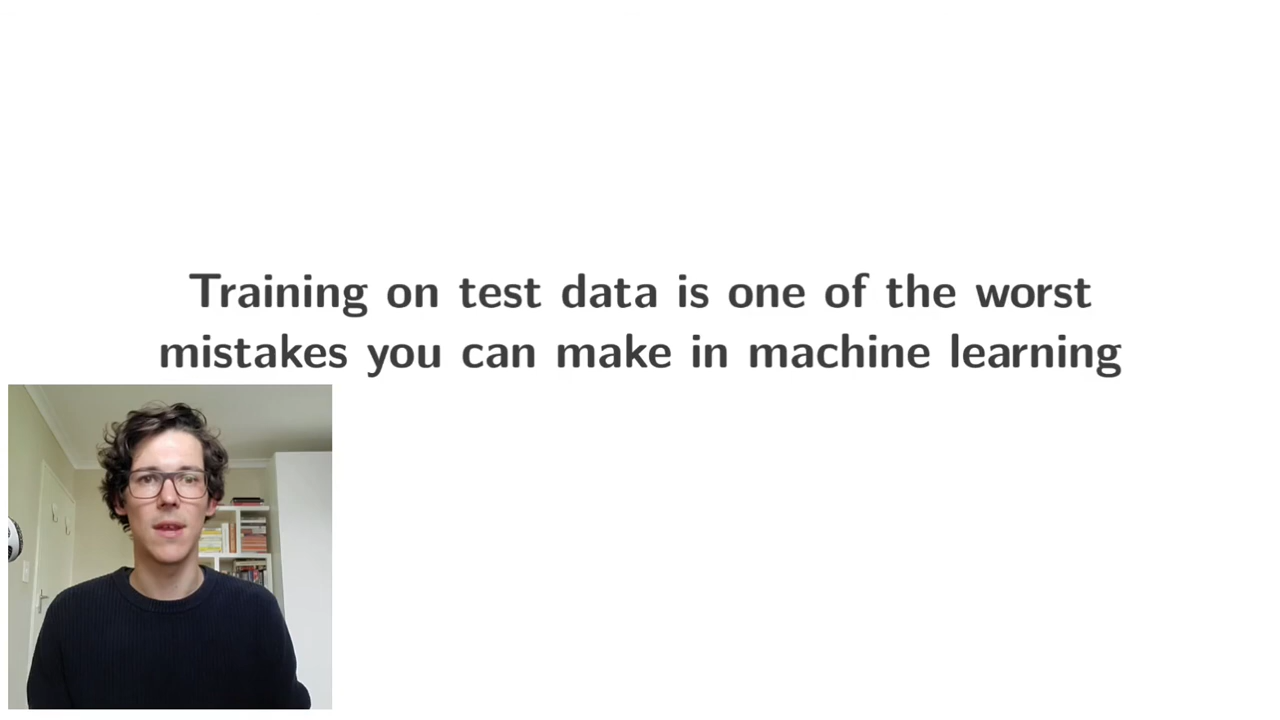 Training on test data is one of the worst
mistakes you can make in machine learning